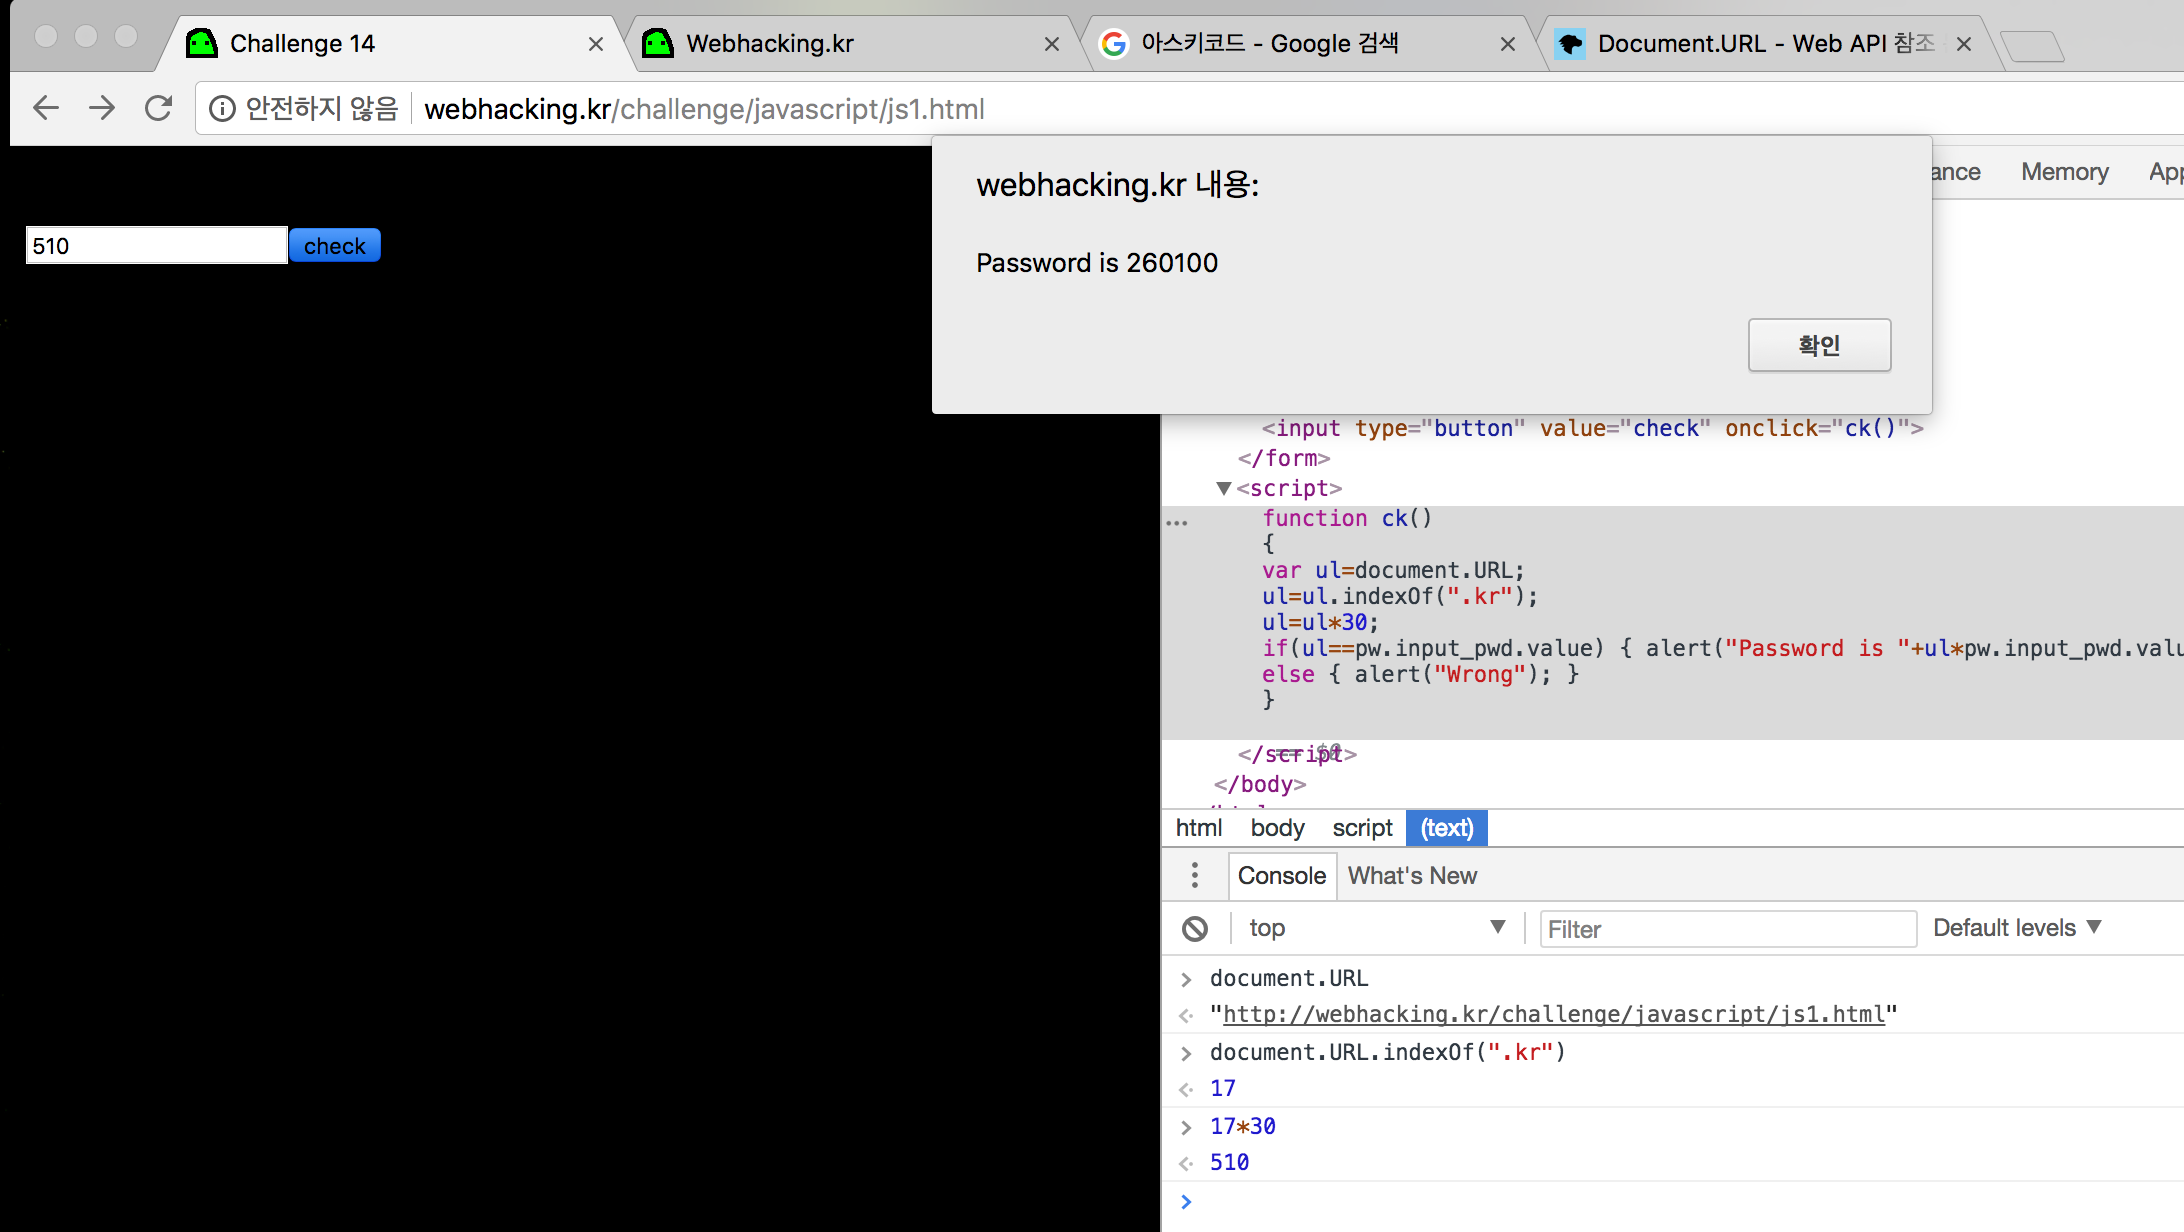 Challenge 14
Webhacking.kr
아스키코드 - Google 검색
Document.URL - Web API 참조
안전하지 않음
webhacking.kr/challenge/javascript/js1.html
webhacking.kr 내용:
Password is 260100
확인
510
check
ance Memory App
<input type="button" value="check" onclick="ck()">
</form>
▼<script>
...
function ck()
{
var ul=document.URL;
ul=ul.indexOf(".kr");
ul=ul*30;
if(ul==pw.input_pwd.value) { alert("Password is "+ul*pw.input_pwd.valu
else { alert("Wrong"); }
}
</script> == $0
</body>
html body script (text)
Console What's New
top Filter Default levels
> document.URL
"http://webhacking.kr/challenge/javascript/js1.html"
> document.URL.indexOf(".kr")
17
> 17*30
510
>